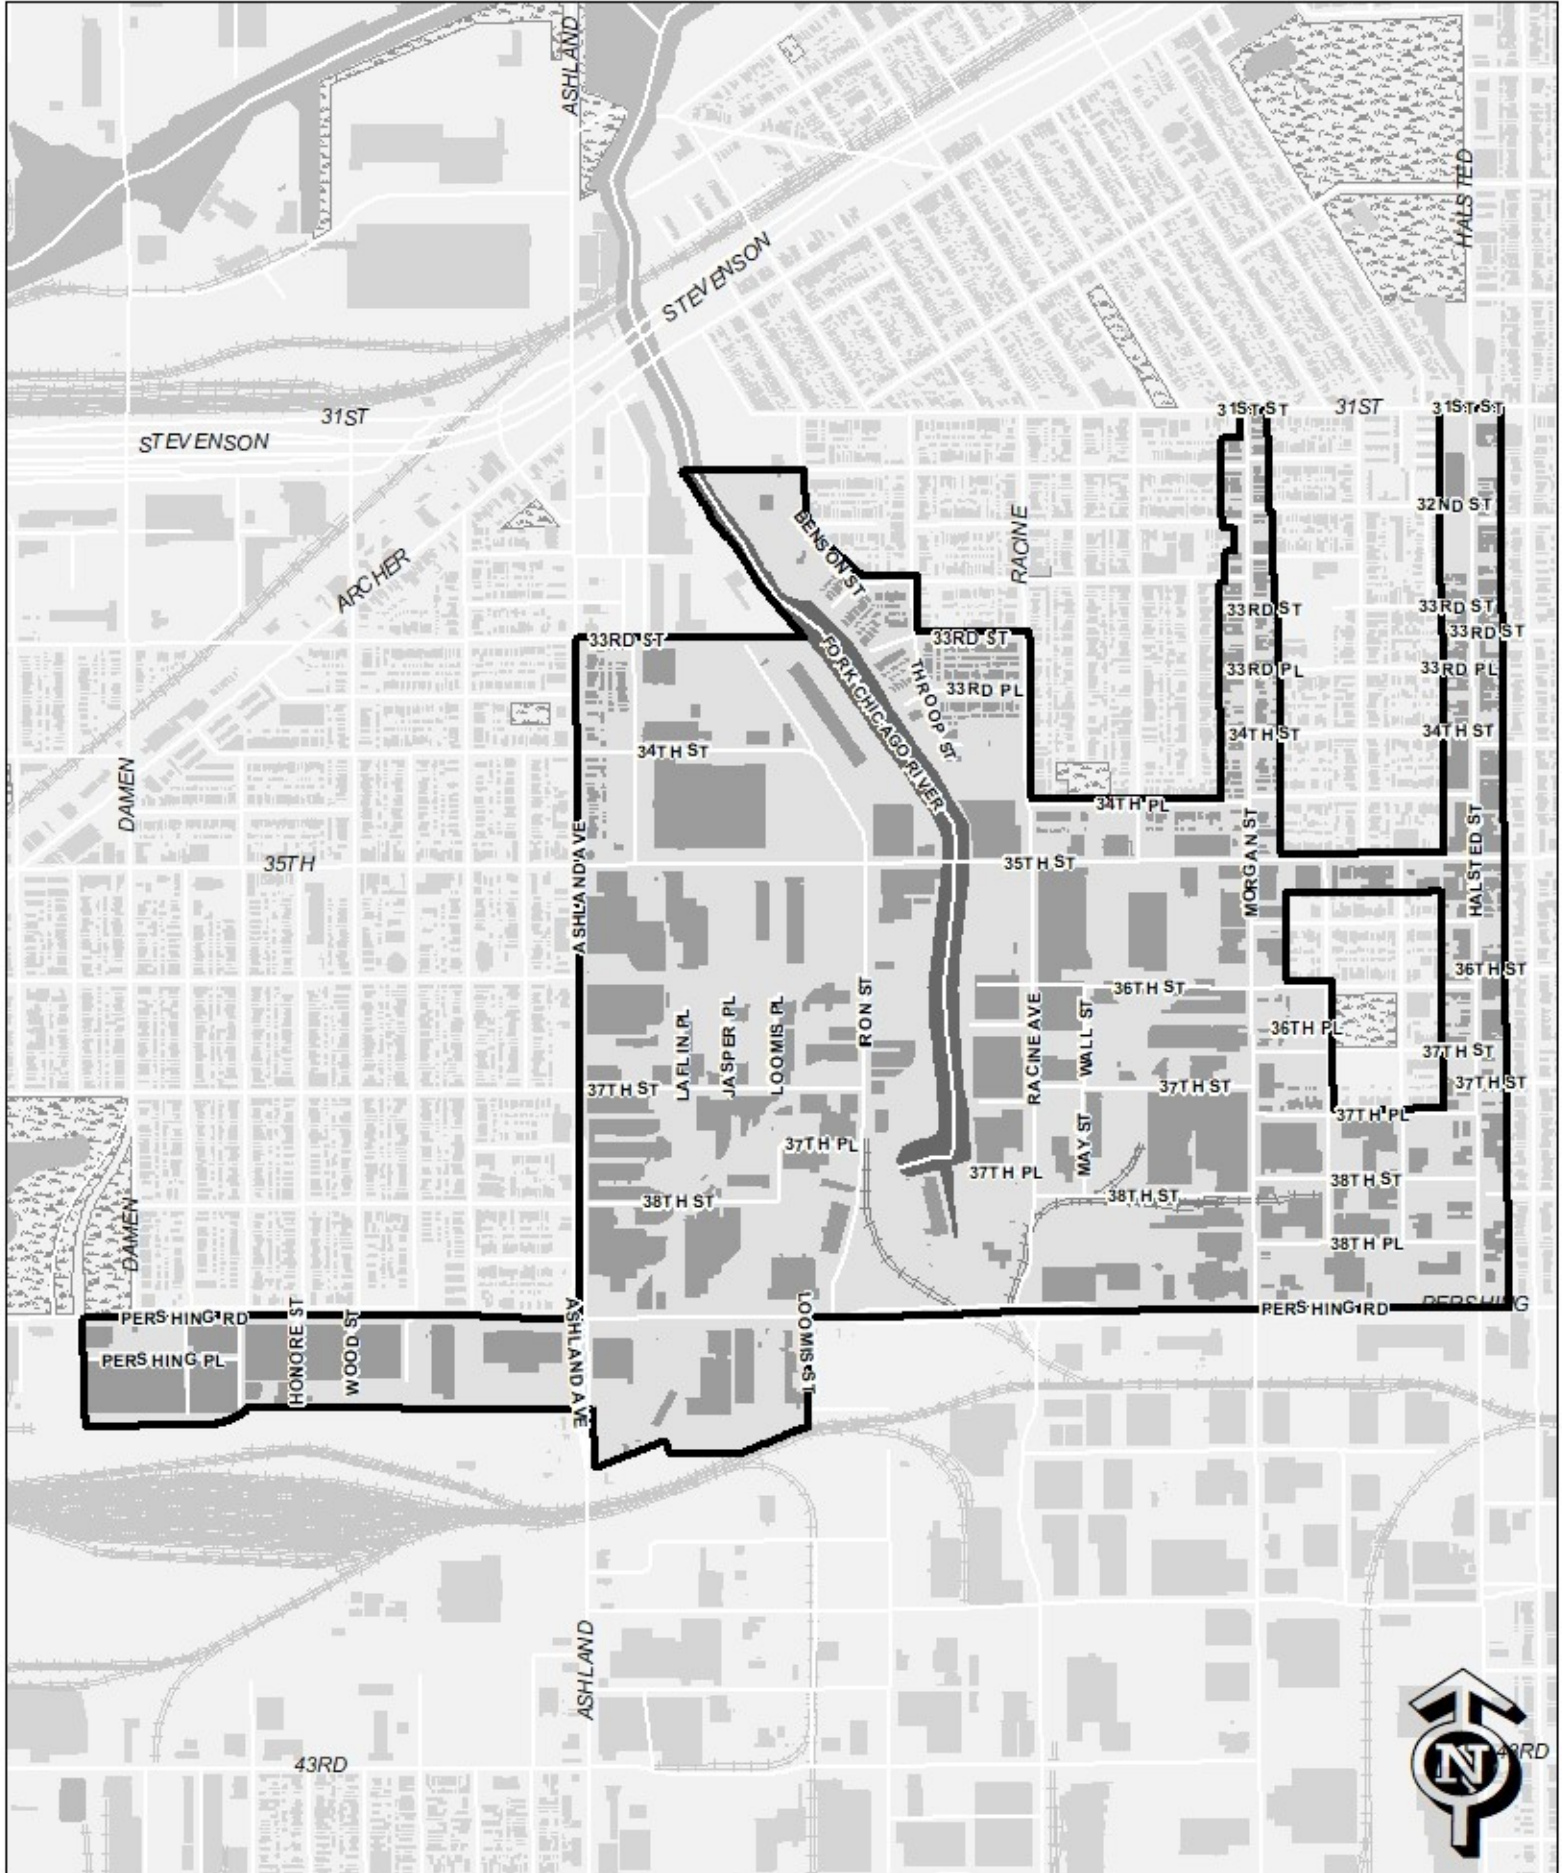 ASHLAND
HALSTED
STEVENSON
31ST
STEVENSON
31ST ST
31ST
31ST ST
ARCHER
BENSON ST
RACINE
32ND ST
33RD ST
33RD ST
33RD ST
33RD ST
33RD ST
FORK CHICAGO RIVER
THROOP ST
33RD PL
33RD PL
33RD PL
34TH ST
34TH ST
34TH ST
DAMEN
34TH PL
ASHLAND AVE
35TH
35TH ST
MORGAN ST
HALSTED ST
36TH ST
36TH ST
LAFLIN PL
JASPER PL
LOOMIS PL
IRON ST
RACINE AVE
WALL ST
36TH PL
37TH ST
37TH ST
37TH ST
37TH ST
37TH PL
37TH PL
37TH PL
MAY ST
38TH ST
38TH ST
38TH ST
DAMEN
38TH PL
PERSHING RD
HONORE ST
WOOD ST
ASHLAND AVE
LOOMIS ST
PERSHING RD
PERSHING
PERSHING PL
ASHLAND
43RD
43RD
N